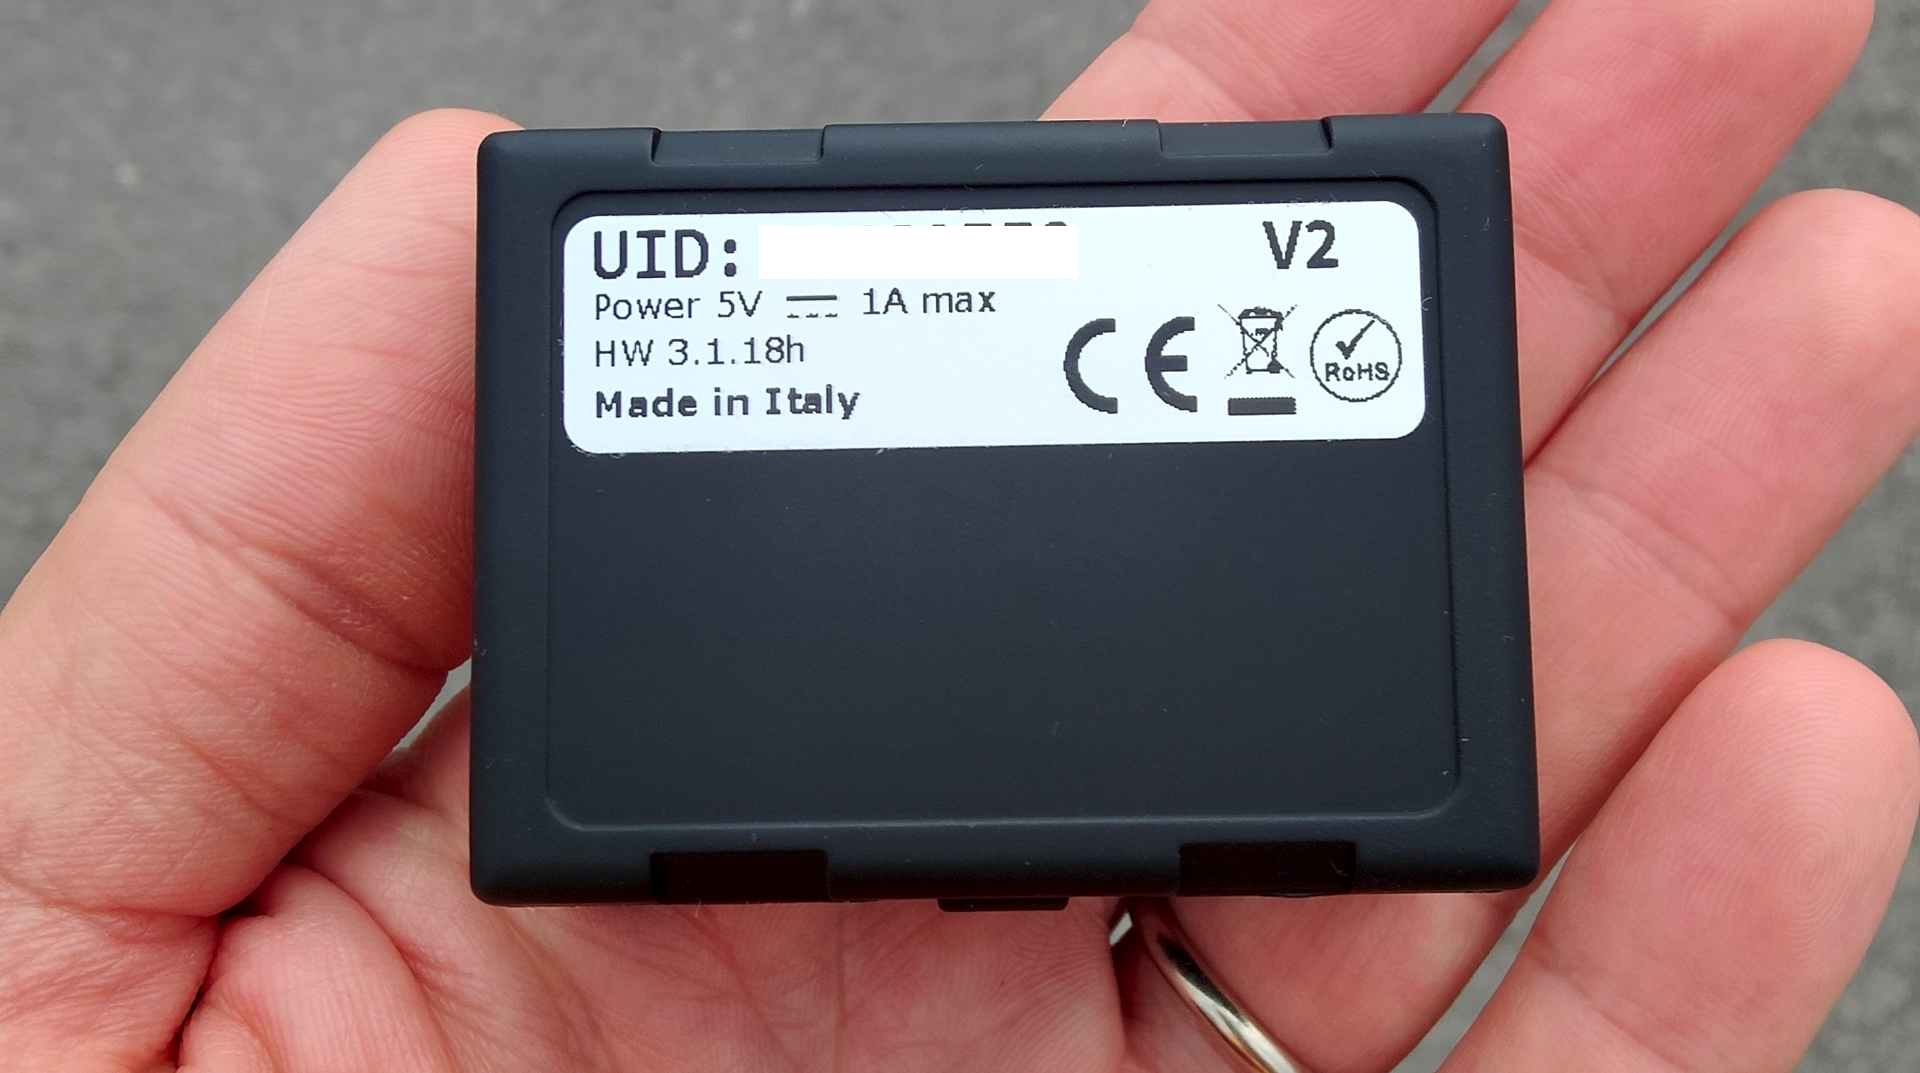 UID: V2
Power 5V 1A max
HW 3.1.18h
Made in Italy
CE
RoHS